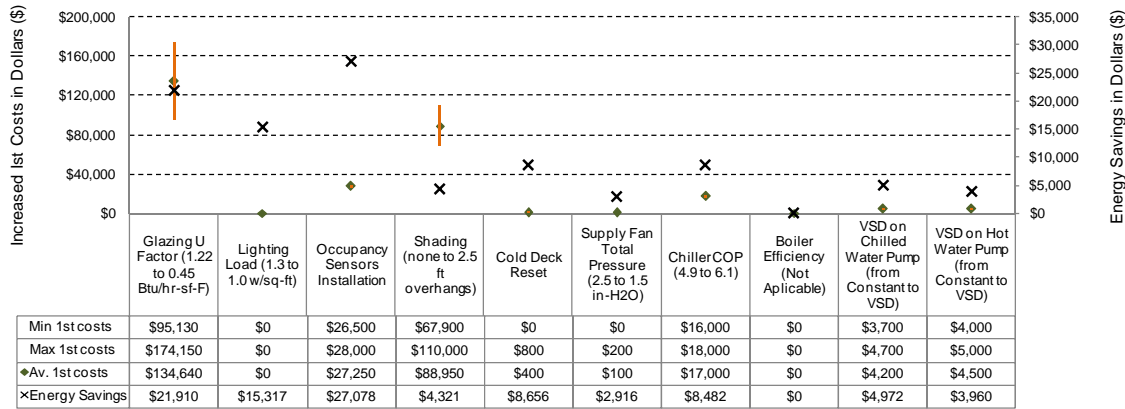 Increased Ist Costs in Dollars ($)
$200,000
$160,000
$120,000
$80,000
$40,000
$0
$35,000
$30,000
$25,000
$20,000
$15,000
$10,000
$5,000
$0
Energy Savings in Dollars ($)
Glazing U
Factor (1.22
to 0.45
Btu/hr-sf-F)
Lighting
Load (1.3 to
1.0 w/sq-ft)
Occupancy
Sensors
Installation
Shading
(none to 2.5
ft
overhangs)
Cold Deck
Reset
Supply Fan
Total
Pressure
(2.5 to 1.5
in-H2O)
Chiller COP
(4.9 to 6.1)
Boiler
Efficiency
(Not
Aplicable)
VSD on
Chilled
Water Pump
(from
Constant to
VSD)
VSD on Hot
Water Pump
(from
Constant to
VSD)
Min 1st costs $95,130 $0 $26,500 $67,900 $0 $0 $16,000 $0 $3,700 $4,000
Max 1st costs $174,150 $0 $28,000 $110,000 $800 $200 $18,000 $0 $4,700 $5,000
Av. 1st costs $134,640 $0 $27,250 $88,950 $400 $100 $17,000 $0 $4,200 $4,500
Energy Savings $21,910 $15,317 $27,078 $4,321 $8,656 $2,916 $8,482 $0 $4,972 $3,960